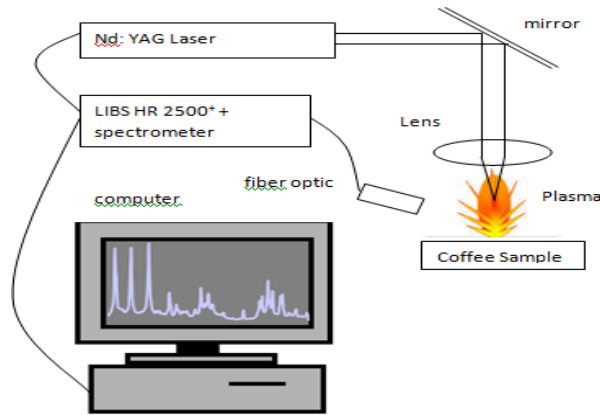 mirror
Nd: YAG Laser
LIBS HR 2500⁺ +
spectrometer
Lens
fiber optic
Plasma
computer
Coffee Sample